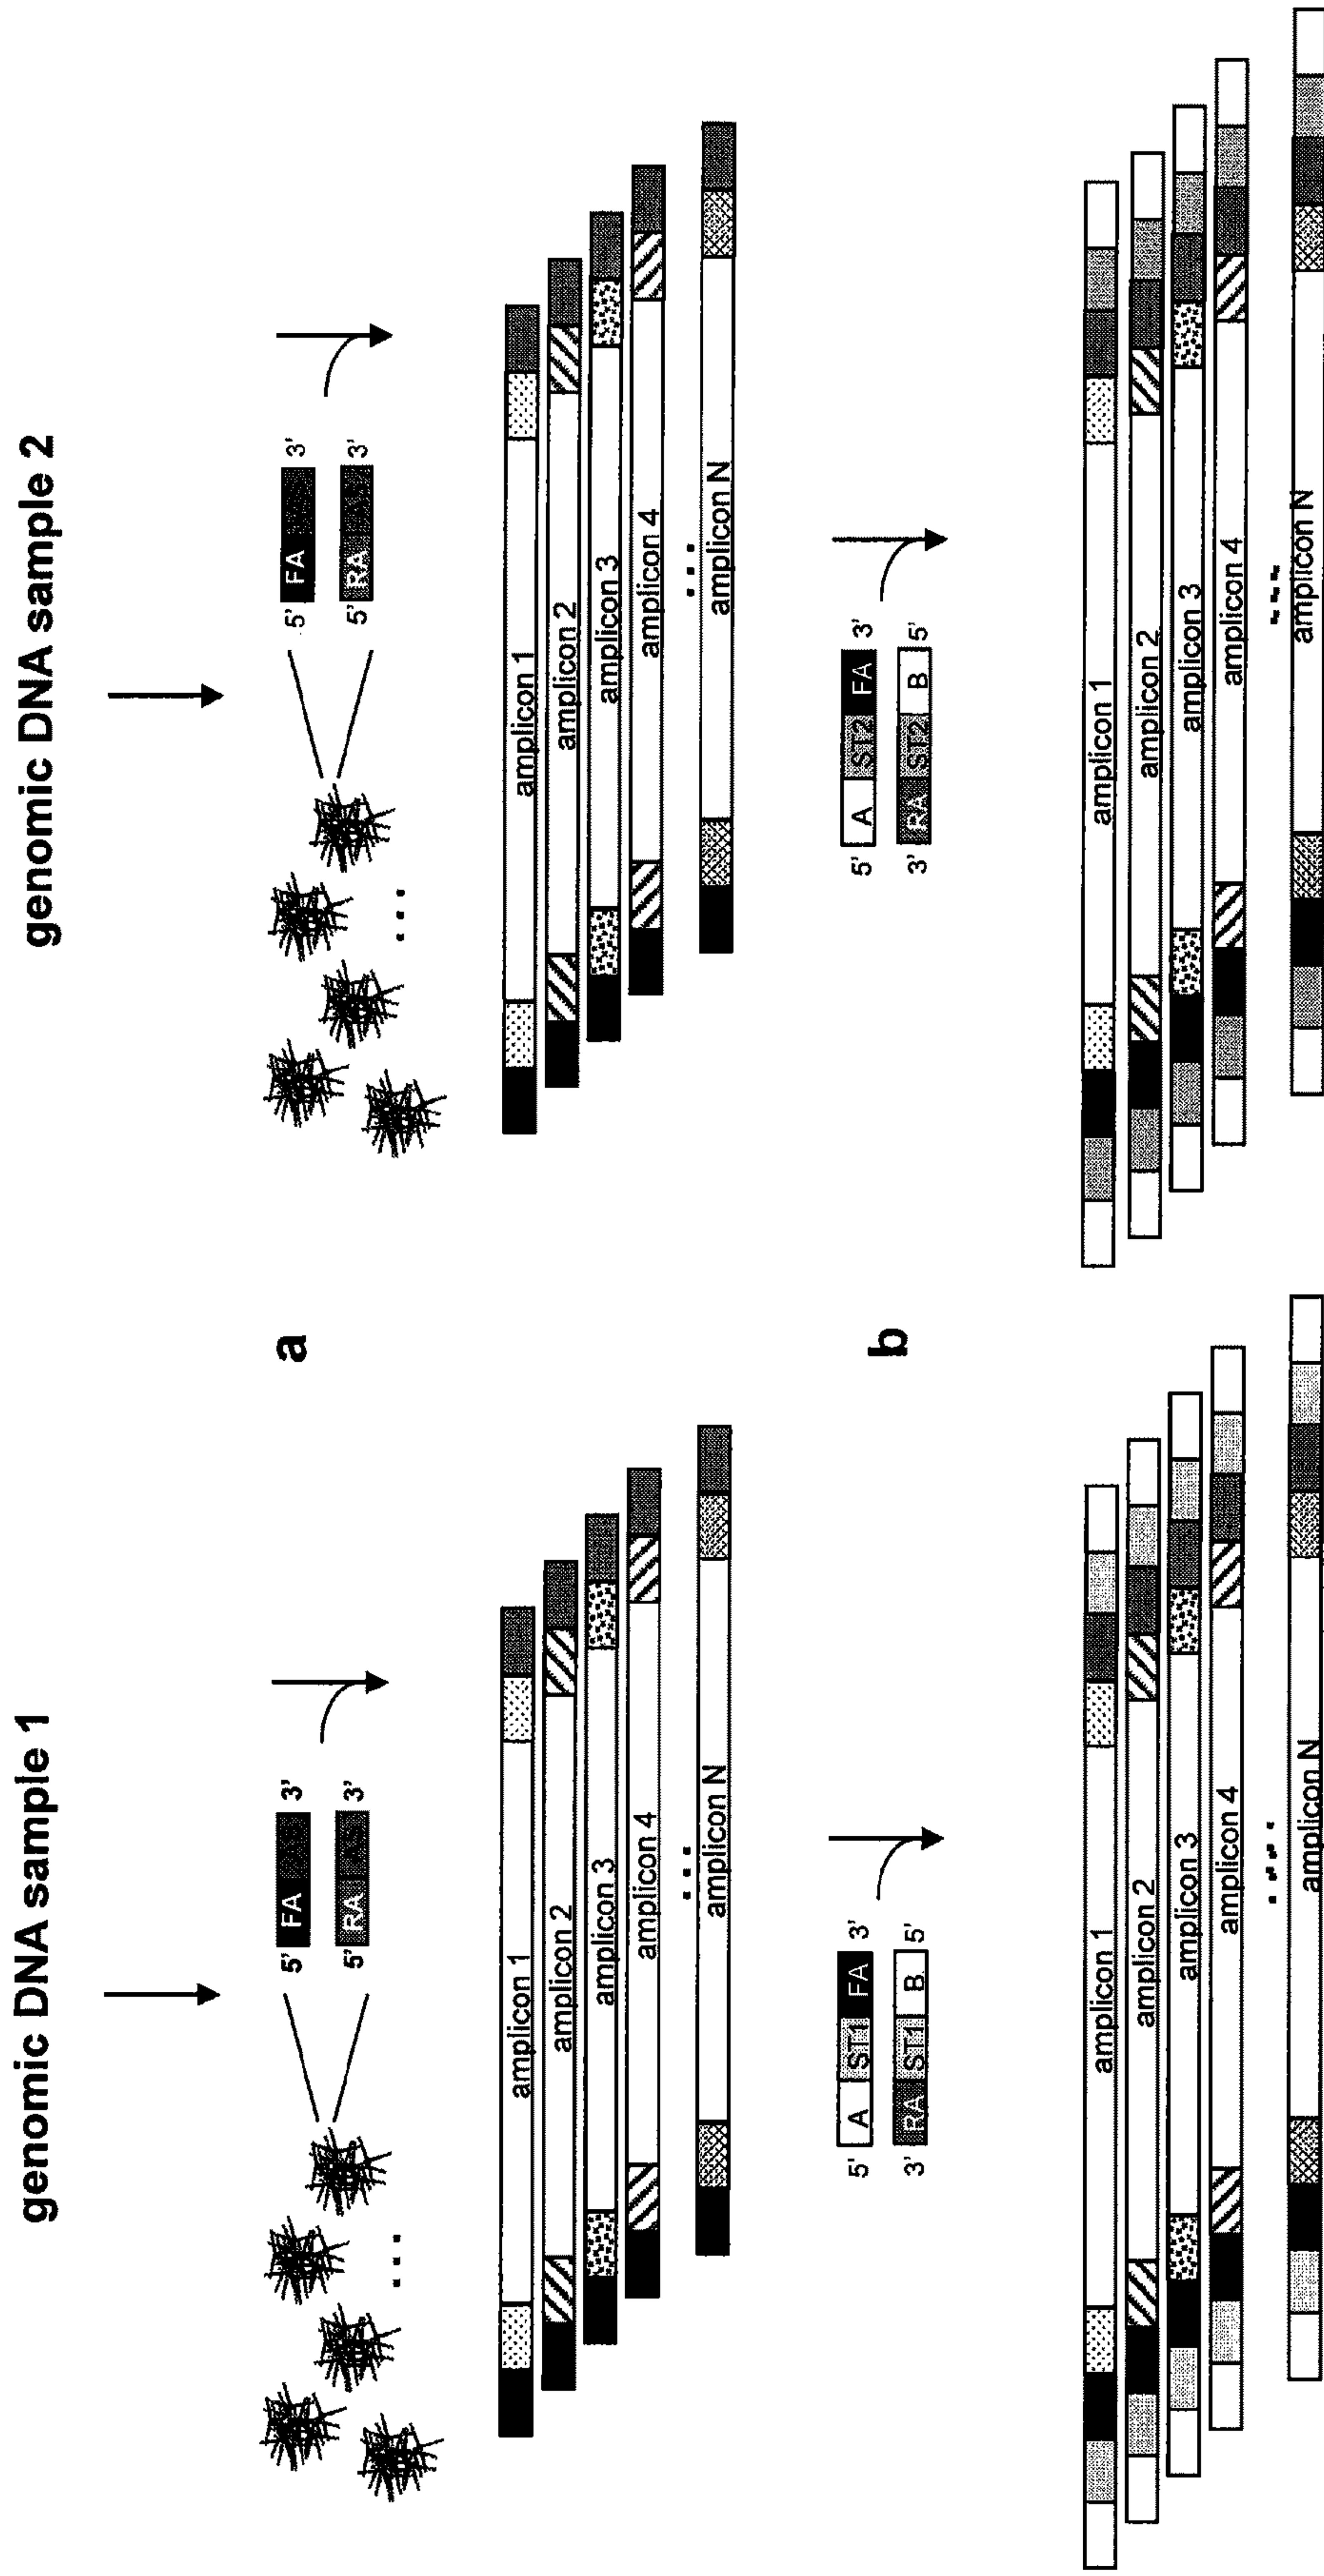 genomic DNA sample 1
genomic DNA sample 2
a
5' FA AS 3'
5' RA AS 3'
5' FA 3'
5' RA AS 3'
amplicon 1
amplicon 2
amplicon 3
amplicon 4
...
amplicon N
amplicon 1
amplicon 2
amplicon 3
amplicon 4
...
amplicon N
b
5' A ST1 FA 3'
3' RA ST1 B 5'
5' A ST2 FA 3'
3' RA ST2 B 5'
amplicon 1
amplicon 2
amplicon 3
amplicon 4
....
amplicon N
amplicon 1
amplicon 2
amplicon 3
amplicon 4
....
amplicon N